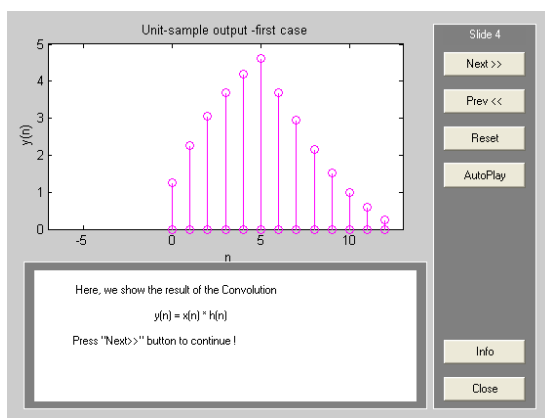 Unit-sample output -first case
y(n)
5
4
3
2
1
0
-5
0
5
10
n
Here, we show the result of the Convolution
y(n) = x(n) * h(n)
Press "Next>>" button to continue !
Slide 4
Next >>
Prev <<
Reset
AutoPlay
Info
Close